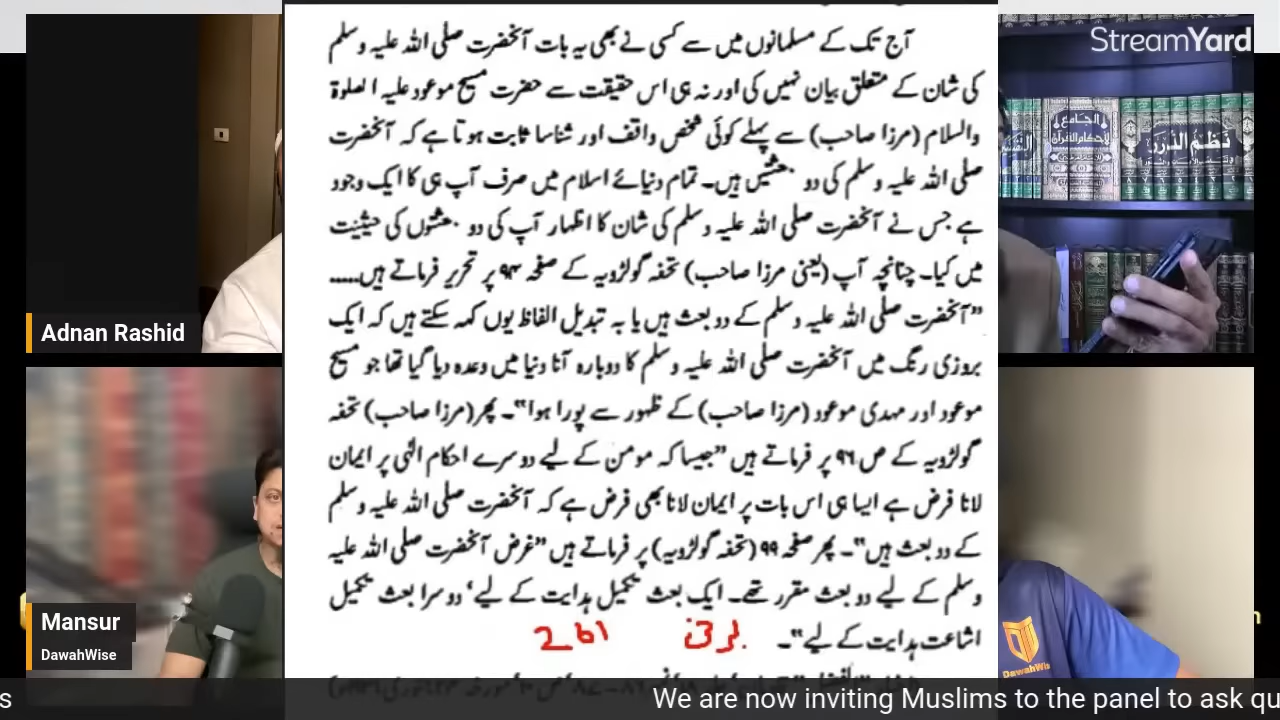 StreamYard
آج تک کے مسلمانوں میں سے کسی نے بھی یہ بات آنحضرت صلی اللہ علیہ وسلم
کی شان کے متعلق بیان نہیں کی اور نہ ہی اس حقیقت سے حضرت مسیح موعود علیہ الصلوۃ
والسلام (مرزا صاحب) سے پہلے کوئی شخص واقف اور شناسا ثابت ہوتا ہے کہ آنحضرت
صلی اللہ علیہ وسلم کی دو بعثتیں ہیں۔ تمام دنیائے اسلام میں صرف آپ ہی کا ایک وجود
ہے جس نے آنحضرت صلی اللہ علیہ وسلم کی شان کا اظہار آپ کی دو بعثتوں کی حیثیت
میں کیا۔ چنانچہ آپ (یعنی مرزا صاحب) تحفہ گولڑویہ کے صفحہ ۹۴ پر تحریر فرماتے ہیں.....
"آنحضرت صلی اللہ علیہ وسلم کے دو بعث ہیں یا بہ تبدیل الفاظ یوں کہہ سکتے ہیں کہ ایک
بروزی رنگ میں آنحضرت صلی اللہ علیہ وسلم کا دوبارہ آنا دنیا میں وعدہ دیا گیا تھا جو مسیح
موعود اور مہدی موعود (مرزا صاحب) کے ظہور سے پورا ہوا"۔ پھر (مرزا صاحب) تحفہ
گولڑویہ کے ص ۹۶ پر فرماتے ہیں "جیسا کہ مومن کے لیے دوسرے احکام الٰہی پر ایمان
لانا فرض ہے ایسا ہی اس بات پر ایمان لانا بھی فرض ہے کہ آنحضرت صلی اللہ علیہ وسلم
کے دو بعث ہیں"۔ پھر صفحہ ۹۹ (تحفہ گولڑویہ) پر فرماتے ہیں "غرض آنحضرت صلی اللہ علیہ
وسلم کے لیے دو بعث مقرر تھے۔ ایک بعث تکمیل ہدایت کے لیے' دوسرا بعث تکمیل
اشاعت ہدایت کے لیے"۔
261
Adnan Rashid
Mansur
DawahWise
نَظْمُ الدُّرَرِ
الجامع
لأحكام القرآن
DawahWis
s We are now inviting Muslims to the panel to ask qu